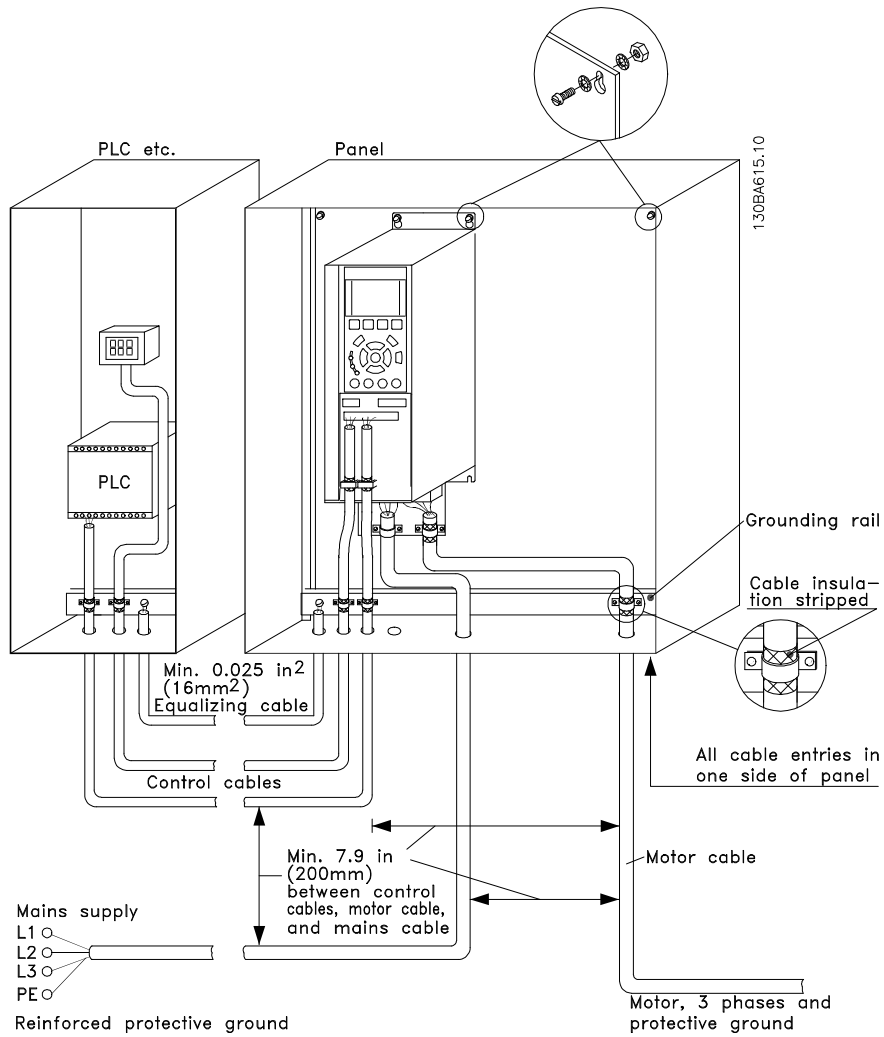 PLC etc.
Panel
130BA615.10
PLC
Grounding rail
Cable insula-
tion stripped
Min. 0.025 in2
(16mm2)
Equalizing cable
All cable entries in
one side of panel
Control cables
Min. 7.9 in
(200mm)
between control
cables, motor cable,
and mains cable
Motor cable
Mains supply
L1
L2
L3
PE
Reinforced protective ground
Motor, 3 phases and
protective ground